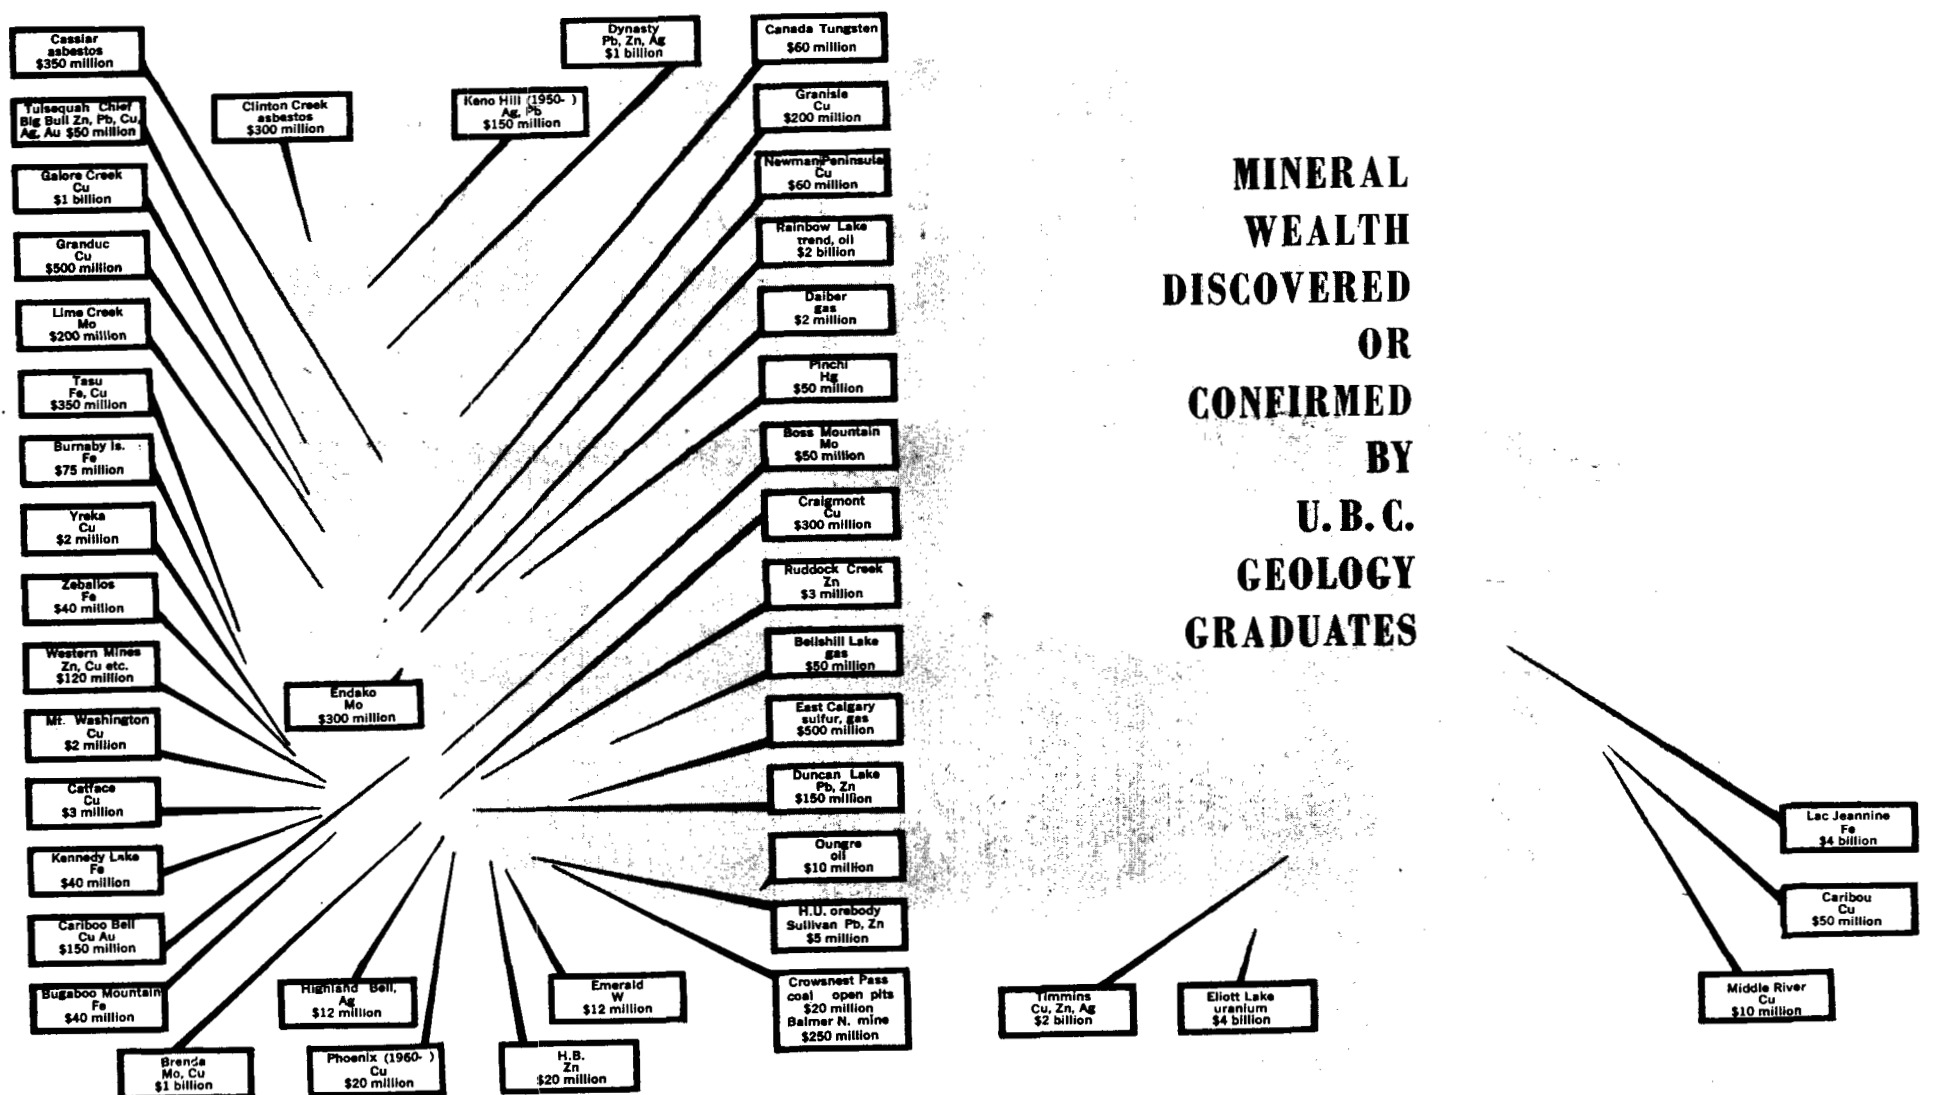 Cassiar
asbestos
$350 million
Tulsequah Chief
Big Bull Zn, Pb, Cu,
Ag, Au $50 million
Galore Creek
Cu
$1 billion
Granduc
Cu
$500 million
Lime Creek
Mo
$200 million
Tasu
Fe, Cu
$350 million
Burnaby Is.
Fe
$75 million
Yreka
Cu
$2 million
Zeballos
Fe
$40 million
Western Mines
Zn, Cu etc.
$120 million
Mt. Washington
Cu
$2 million
Catface
Cu
$3 million
Kennedy Lake
Fe
$40 million
Cariboo Bell
Cu Au
$150 million
Bugaboo Mountain
Fe
$40 million
Brenda
Mo, Cu
$1 billion
Clinton Creek
asbestos
$300 million
Keno Hill (1950- )
Ag, Pb
$150 million
Dynasty
Pb, Zn, Ag
$1 billion
Endako
Mo
$300 million
Highland Bell,
Ag
$12 million
Phoenix (1960- )
Cu
$20 million
H.B.
Zn
$20 million
Emerald
W
$12 million
Canada Tungsten
$60 million
Granisle
Cu
$200 million
Newman Peninsula
Cu
$60 million
Rainbow Lake
trend, oil
$2 billion
Daiber
gas
$2 million
Pinchi
Hg
$50 million
Boss Mountain
Mo
$50 million
Craigmont
Cu
$300 million
Ruddock Creek
Zn
$3 million
Bellshill Lake
gas
$50 million
East Calgary
sulfur, gas
$500 million
Duncan Lake
Pb, Zn
$150 million
Oungre
oil
$10 million
H.U. orebody
Sullivan Pb, Zn
$5 million
Crowsnest Pass
coal open pits
$20 million
Balmer N. mine
$250 million
MINERAL
WEALTH
DISCOVERED
OR
CONFIRMED
BY
U. B. C.
GEOLOGY
GRADUATES
Timmins
Cu, Zn, Ag
$2 billion
Eliott Lake
uranium
$4 billion
Lac Jeannine
Fe
$4 billion
Caribou
Cu
$50 million
Middle River
Cu
$10 million